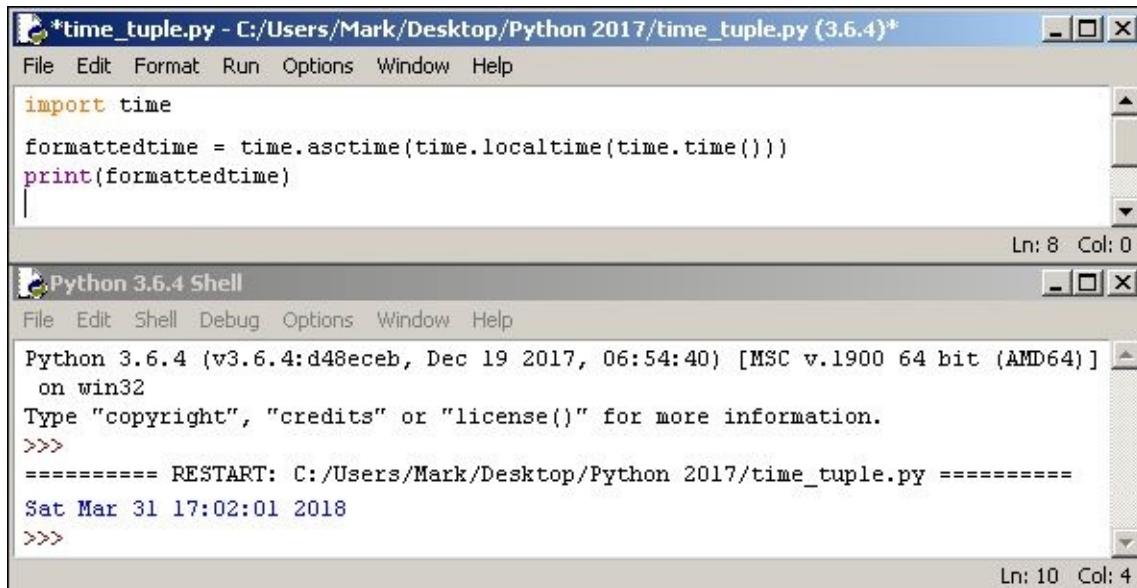 *time_tuple.py - C:/Users/Mark/Desktop/Python 2017/time_tuple.py (3.6.4)*
File Edit Format Run Options Window Help
import time
formattedtime = time.asctime(time.localtime(time.time()))
print(formattedtime)
Ln: 8 Col: 0
Python 3.6.4 Shell
File Edit Shell Debug Options Window Help
Python 3.6.4 (v3.6.4:d48eceb, Dec 19 2017, 06:54:40) [MSC v.1900 64 bit (AMD64)]
on win32
Type "copyright", "credits" or "license()" for more information.
>>>
========== RESTART: C:/Users/Mark/Desktop/Python 2017/time_tuple.py ==========
Sat Mar 31 17:02:01 2018
>>>
Ln: 10 Col: 4